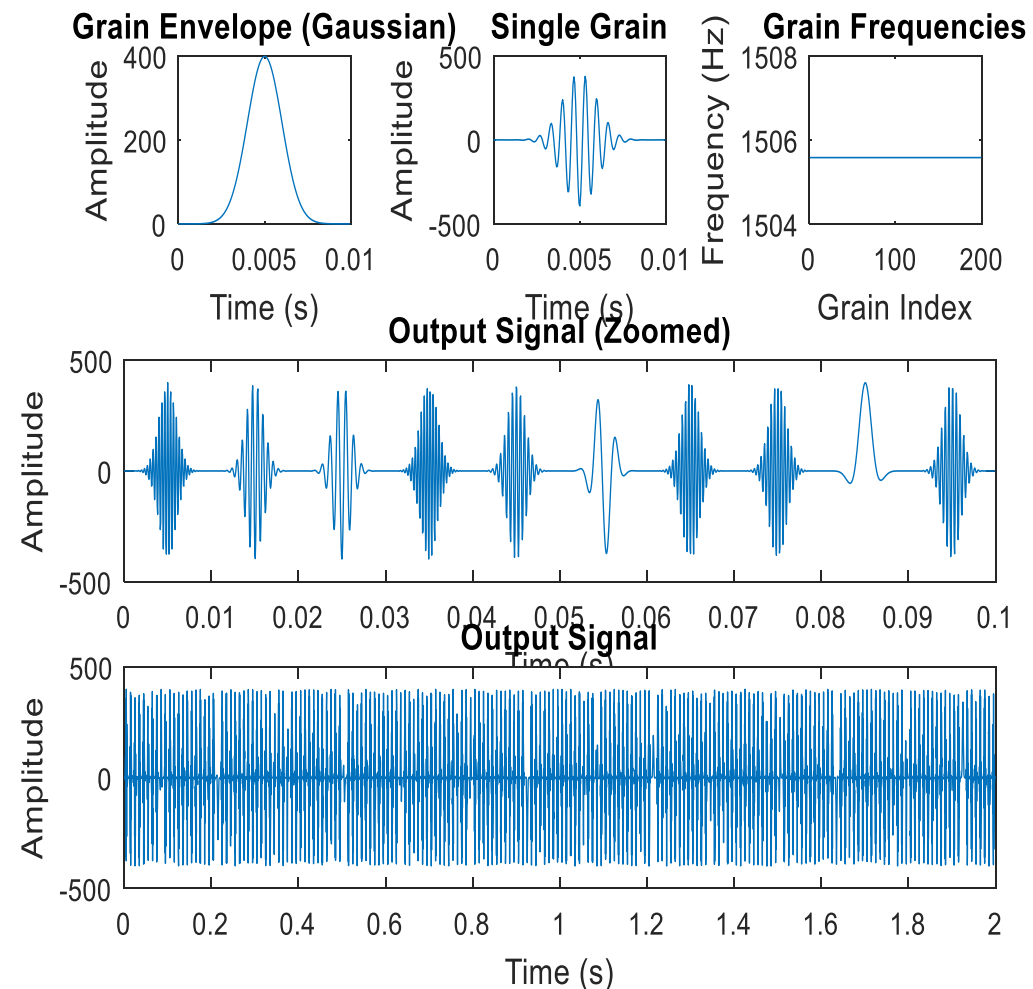 Grain Envelope (Gaussian)
400
200
0
Amplitude
0 0.005 0.01
Time (s)
Single Grain
500
0
-500
Amplitude
0 0.005 0.01
Time (s)
Grain Frequencies
1508
1506
1504
Frequency (Hz)
0 100 200
Grain Index
Output Signal (Zoomed)
500
0
-500
Amplitude
0 0.01 0.02 0.03 0.04 0.05 0.06 0.07 0.08 0.09 0.1
Time (s)
Output Signal
500
0
-500
Amplitude
0 0.2 0.4 0.6 0.8 1 1.2 1.4 1.6 1.8 2
Time (s)